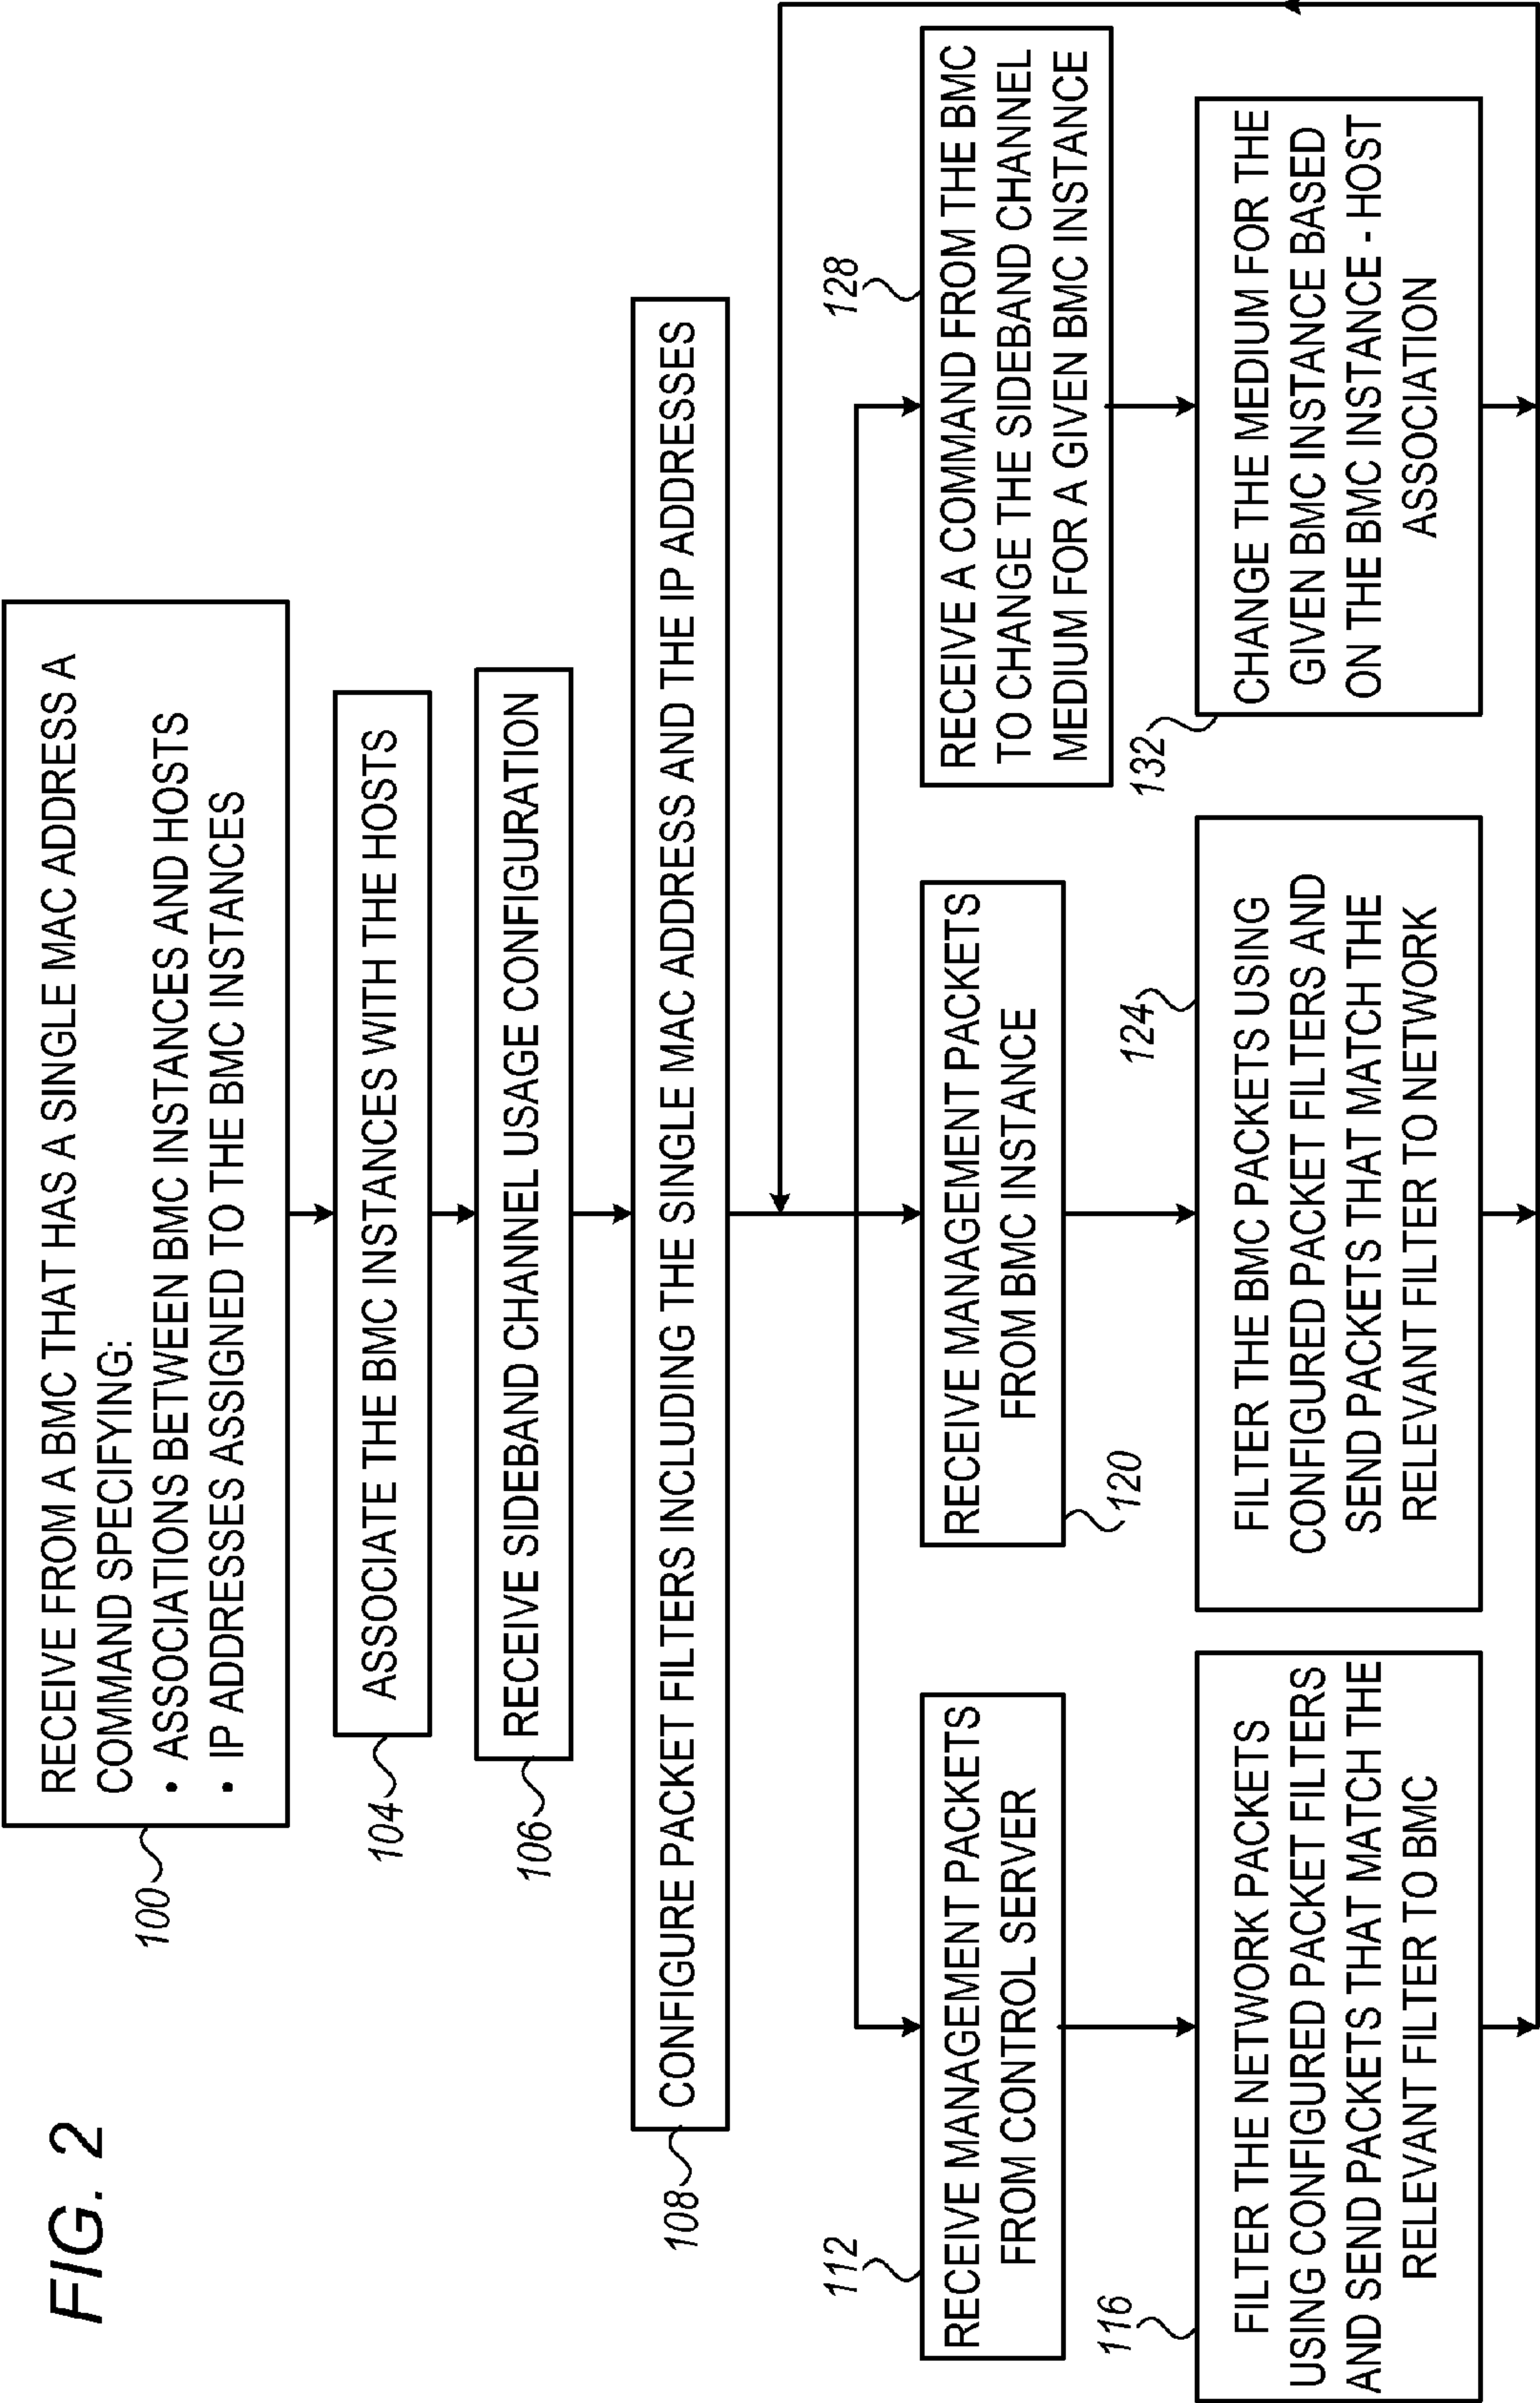 FIG. 2
RECEIVE FROM A BMC THAT HAS A SINGLE MAC ADDRESS A
COMMAND SPECIFYING:
• ASSOCIATIONS BETWEEN BMC INSTANCES AND HOSTS
• IP ADDRESSES ASSIGNED TO THE BMC INSTANCES
100
ASSOCIATE THE BMC INSTANCES WITH THE HOSTS
104
RECEIVE SIDEBAND CHANNEL USAGE CONFIGURATION
106
CONFIGURE PACKET FILTERS INCLUDING THE SINGLE MAC ADDRESS AND THE IP ADDRESSES
108
112
RECEIVE MANAGEMENT PACKETS
FROM CONTROL SERVER
116
FILTER THE NETWORK PACKETS
USING CONFIGURED PACKET FILTERS
AND SEND PACKETS THAT MATCH THE
RELEVANT FILTER TO BMC
RECEIVE MANAGEMENT PACKETS
FROM BMC INSTANCE
120
124
FILTER THE BMC PACKETS USING
CONFIGURED PACKET FILTERS AND
SEND PACKETS THAT MATCH THE
RELEVANT FILTER TO NETWORK
128
RECEIVE A COMMAND FROM THE BMC
TO CHANGE THE SIDEBAND CHANNEL
MEDIUM FOR A GIVEN BMC INSTANCE
132
CHANGE THE MEDIUM FOR THE
GIVEN BMC INSTANCE BASED
ON THE BMC INSTANCE - HOST
ASSOCIATION